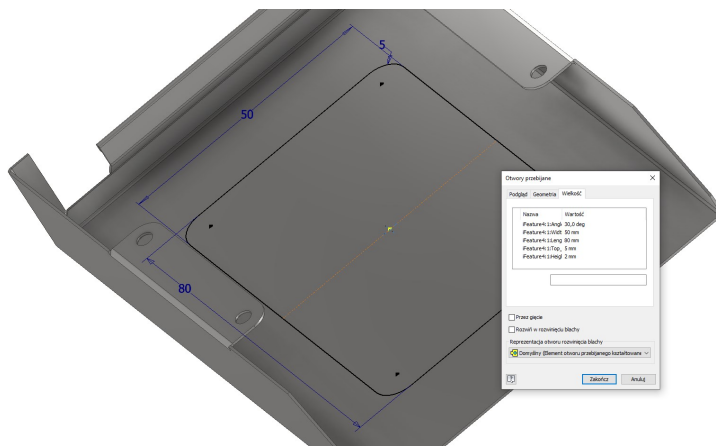 5
50
80
Otwory przebijane
Podgląd Geometria Wielkość
Nazwa Wartość
iFeature4:1:Angl 30,0 deg
iFeature4:1:Widt 50 mm
iFeature4:1:Leng 80 mm
iFeature4:1:Top_ 5 mm
iFeature4:1:Heigl 2 mm
Przez gięcie
Rozwiń w rozwinięciu blachy
Reprezentacja otworu rozwinięcia blachy
Domyślny (Element otworu przebijanego kształtowara
Zakończ Anuluj